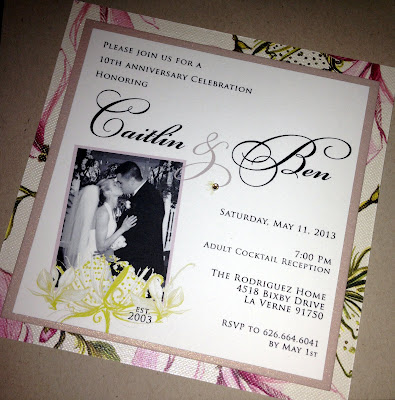 Please join us for a
10th anniversary Celebration
Honoring
Caitlin & Ben
Saturday, May 11, 2013
7:00 PM
Adult Cocktail Reception
The Rodriguez Home
4518 Bixby Drive
La Verne 91750
RSVP to 626.664.6041
by May 1st
EST.
2003